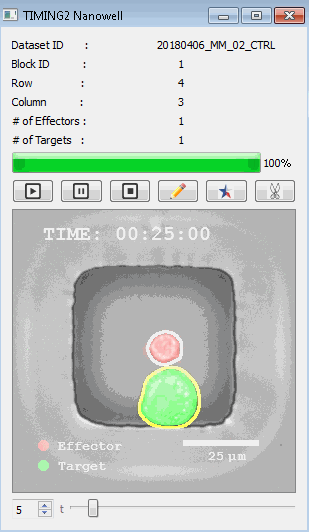 TIMING2 Nanowell
Dataset ID : 20180406_MM_02_CTRL
Block ID : 1
Row : 4
Column : 3
# of Effectors : 1
# of Targets : 1
100%
TIME: 00:25:00
Effector
Target
25 µm
5 t